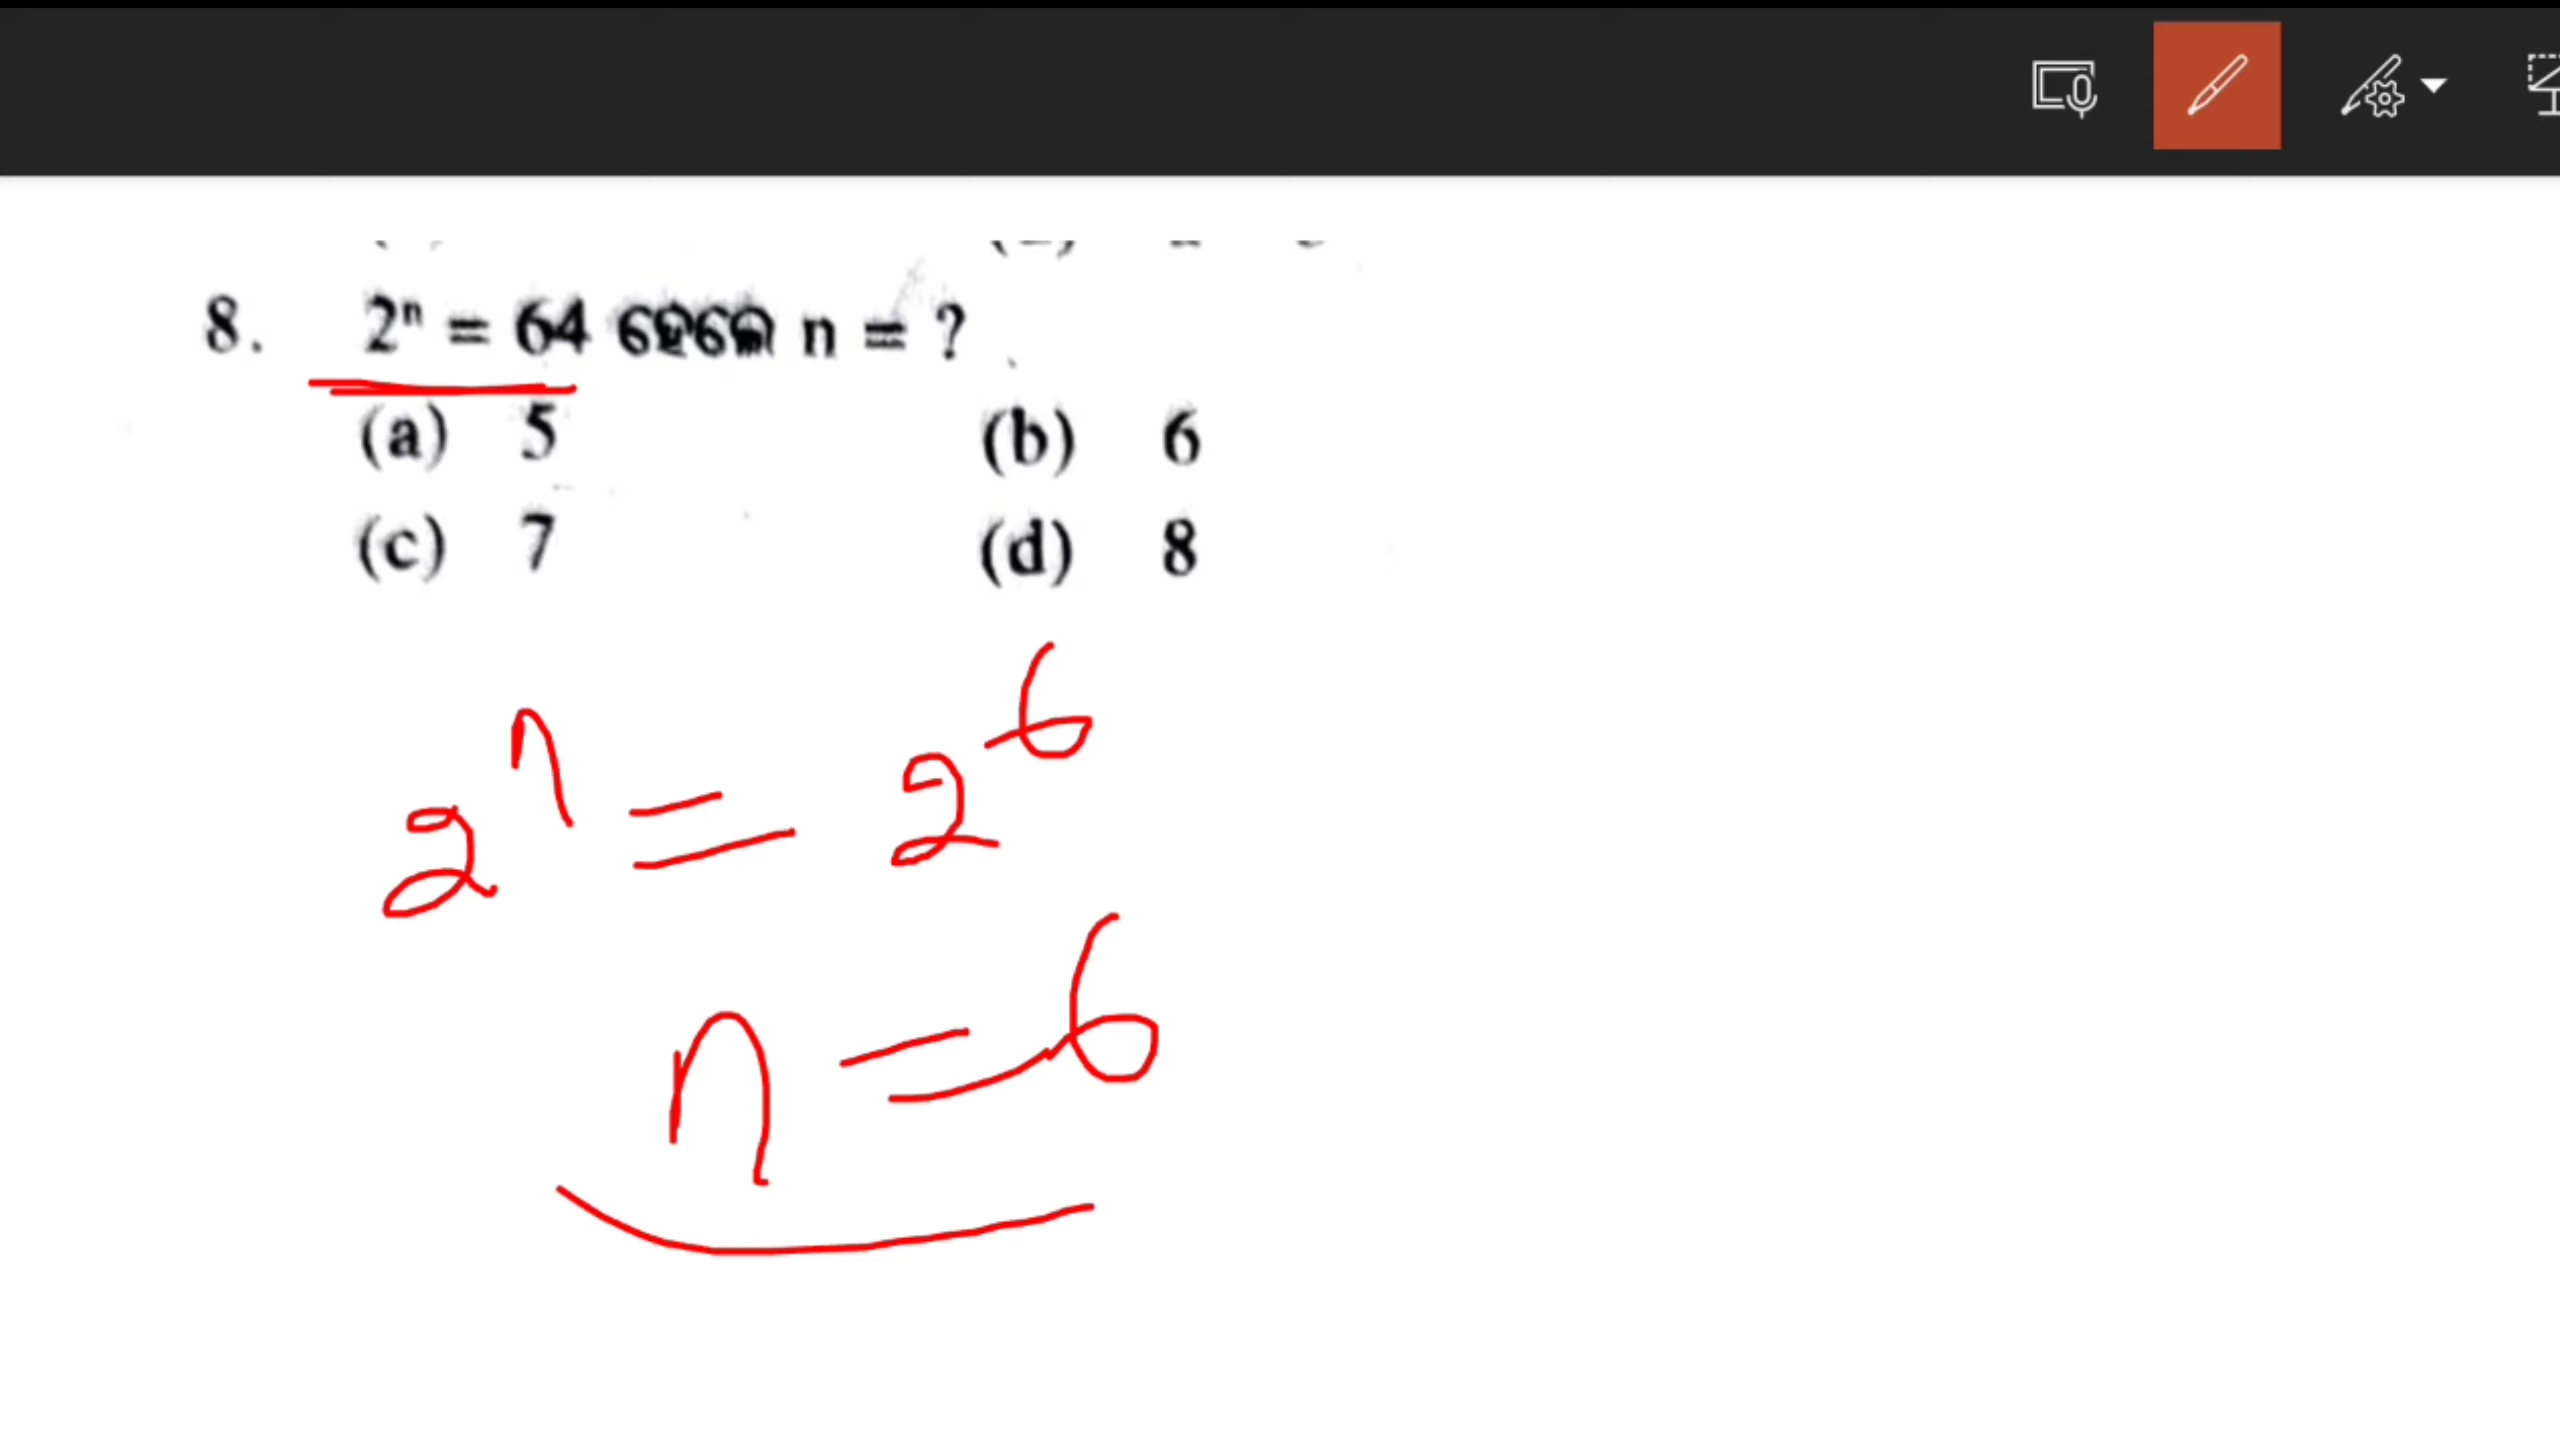 8. 2ⁿ = 64 n = ?
(a) 5 (b) 6
(c) 7 (d) 8
2ⁿ = 2⁶
n = 6